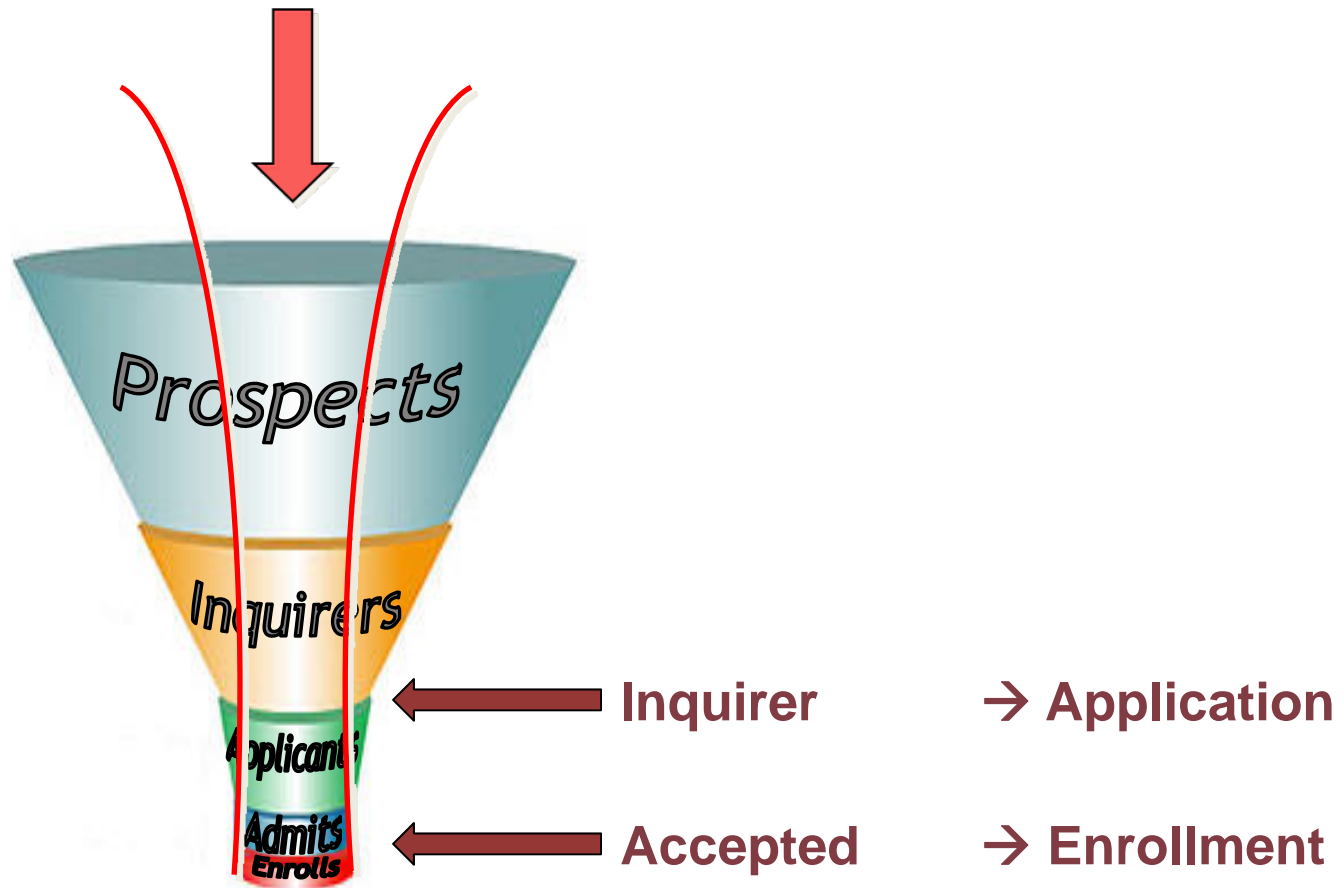 Prospects
Inquirers
Applicants
Admits
Enrolls
Inquirer → Application
Accepted → Enrollment